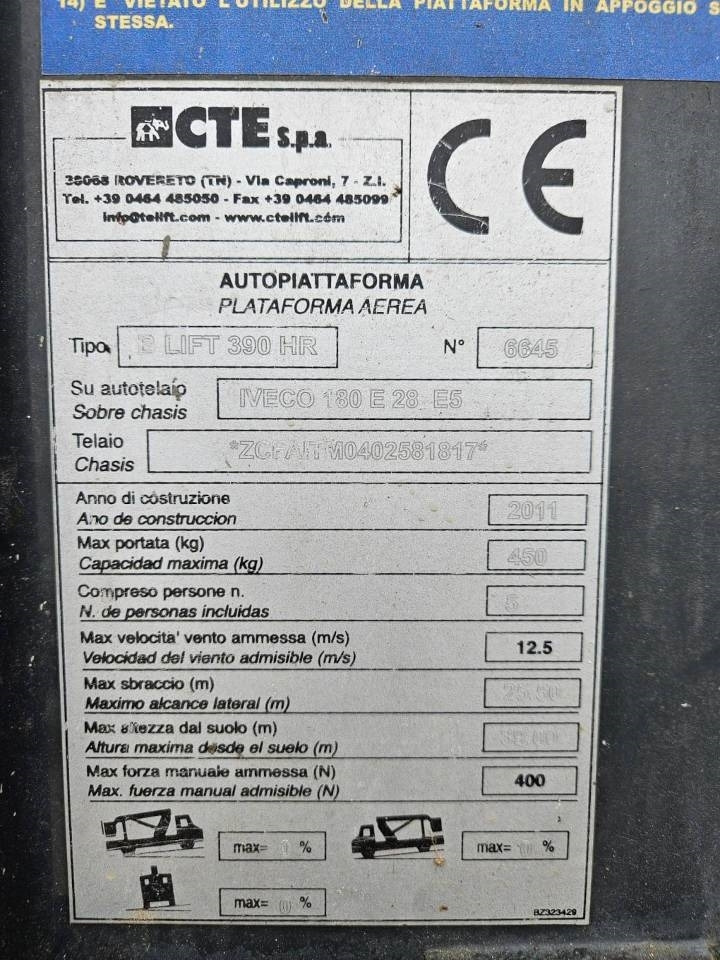 14) E' VIETATO L'UTILIZZO DELLA PIATTAFORMA IN APPOGGIO S
STESSA.
CTE S.p.a.
CE
38068 ROVERETO (TN) - Via Caproni, 7 - Z.I.
Tel. +39 0464 485050 - Fax +39 0464 485099
info@ctelift.com - www.ctelift.com
AUTOPIATTAFORMA
PLATAFORMA AEREA
Tipo B LIFT 390 HR N° 6645
Su autotelaio
Sobre chasis
IVECO 180 E 28 E5
Telaio
Chasis
Anno di costruzione
Ano de construccion
2011
Max portata (kg)
Capacidad maxima (kg)
450
Compreso persone n.
N. de personas incluidas
Max velocita' vento ammessa (m/s)
Velocidad del viento admisible (m/s)
12.5
Max sbraccio (m)
Maximo alcance lateral (m)
Max altezza dal suolo (m)
Altura maxima desde el suelo (m)
Max forza manuale ammessa (N)
Max. fuerza manual admisible (N)
400
max= %
max= %
max= %
BZ323429